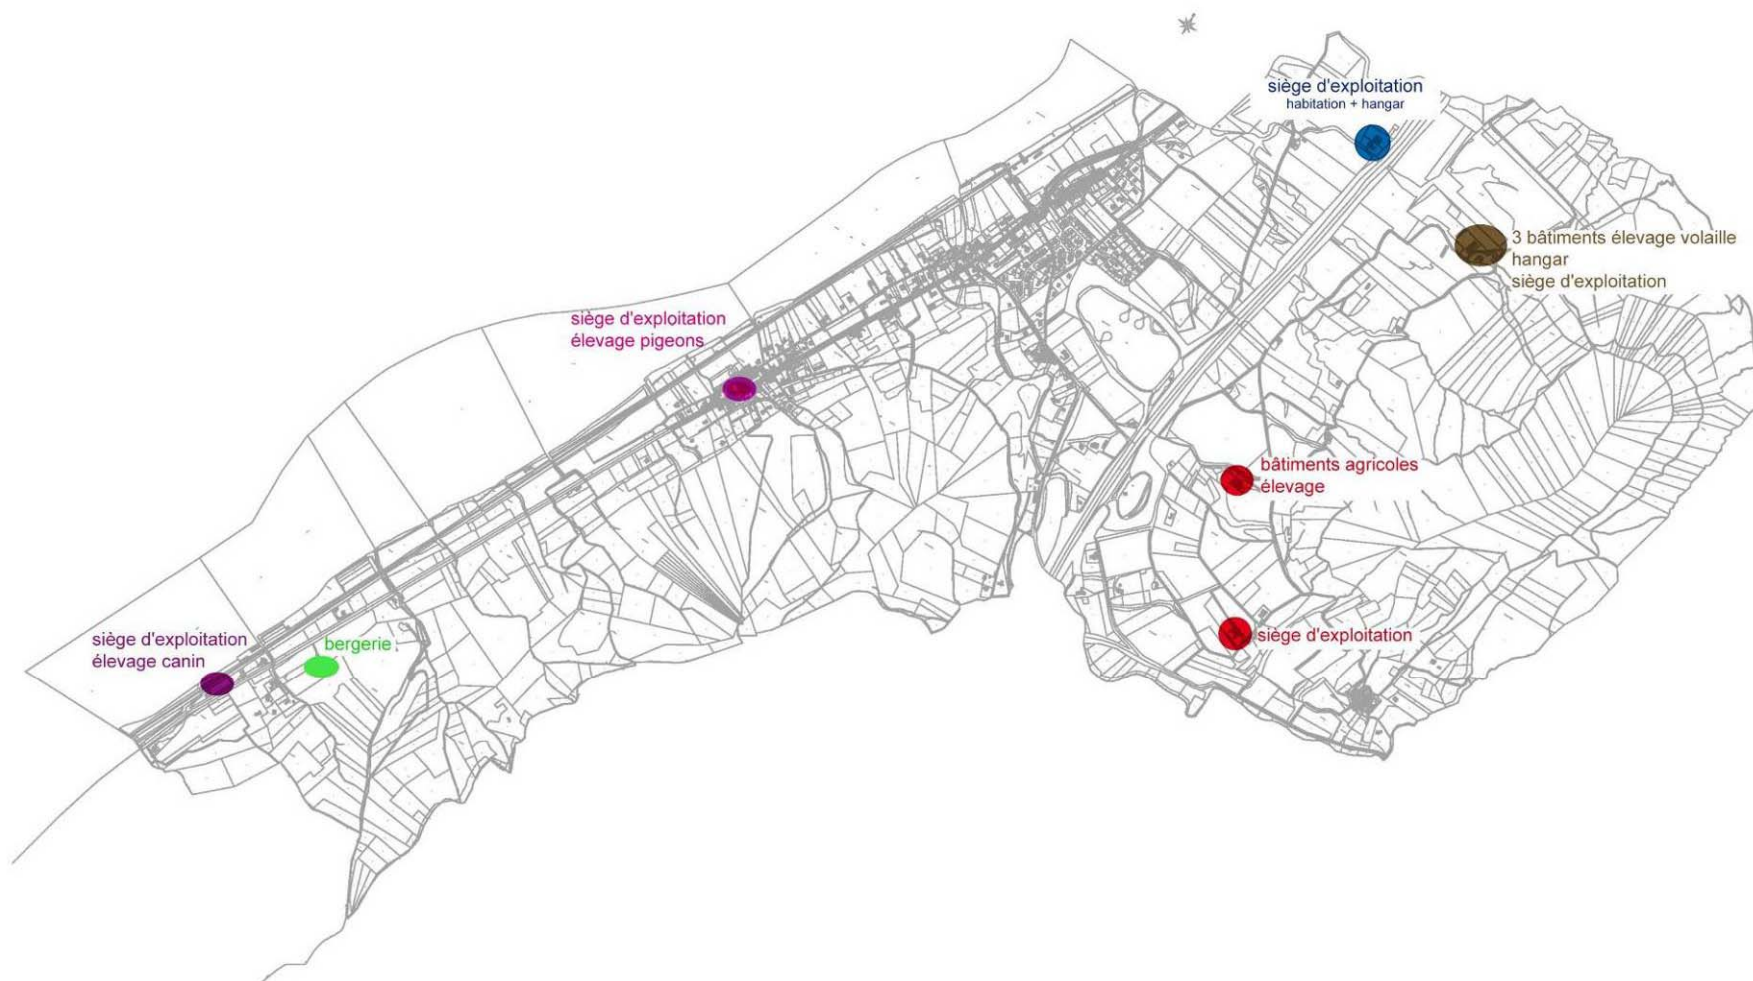 siège d'exploitation
habitation + hangar
3 bâtiments élevage volaille
hangar
siège d'exploitation
siège d'exploitation
élevage pigeons
bâtiments agricoles
élevage
siège d'exploitation
élevage canin
bergerie
siège d'exploitation